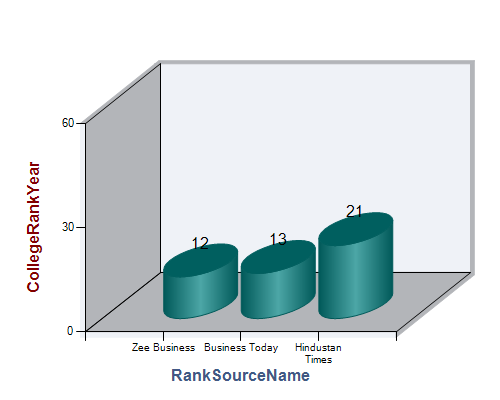 60
30
0
CollegeRankYear
12
13
21
Zee Business
Business Today
Hindustan
Times
RankSourceName